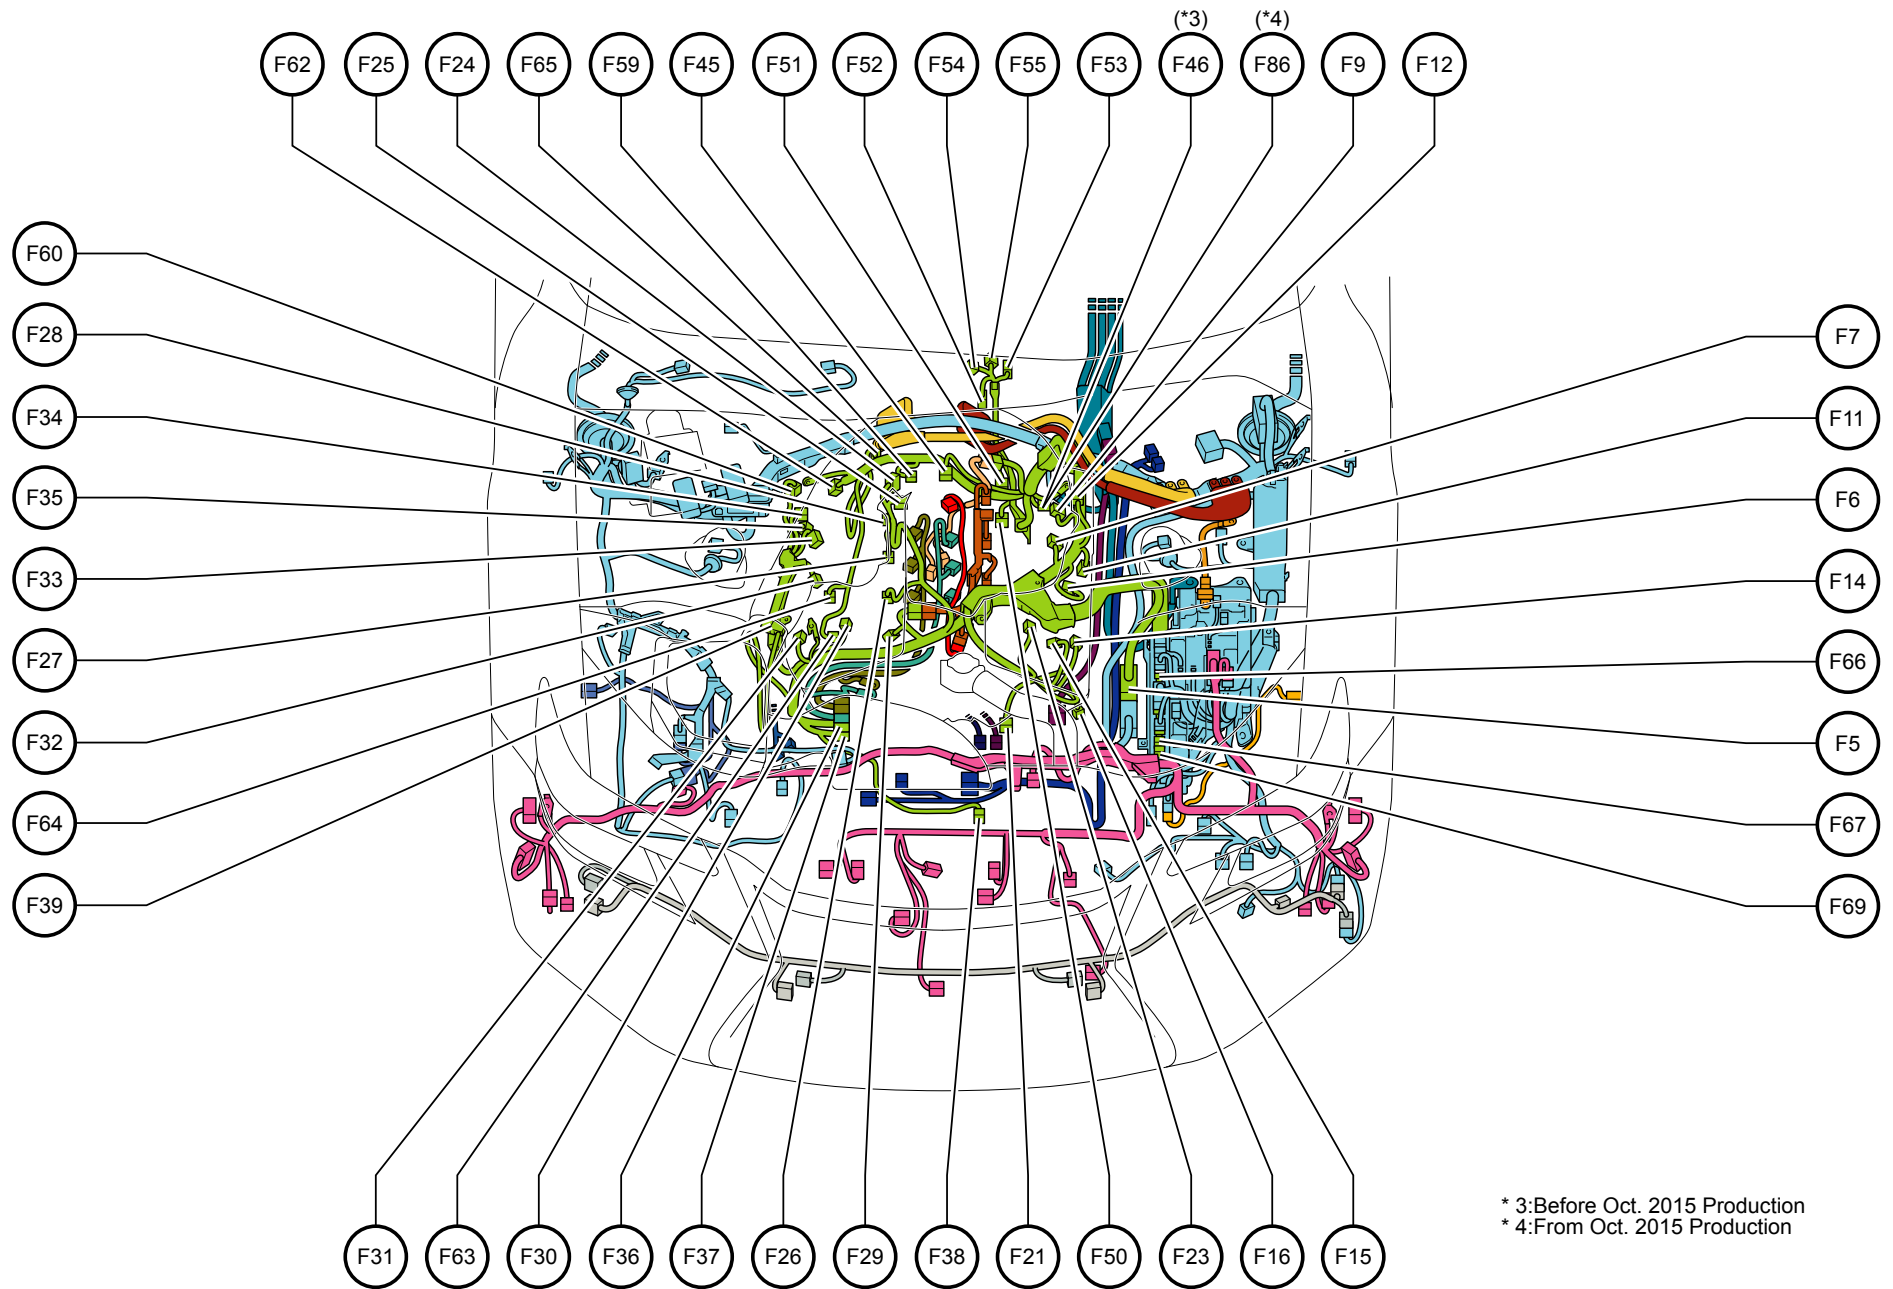 (*3) (*4)
F62 F25 F24 F65 F59 F45 F51 F52 F54 F55 F53 F46 F86 F9 F12
F60
F28
F34
F35
F33
F27
F32
F64
F39
F7
F11
F6
F14
F66
F5
F67
F69
F31 F63 F30 F36 F37 F26 F29 F38 F21 F50 F23 F16 F15
* 3:Before Oct. 2015 Production
* 4:From Oct. 2015 Production